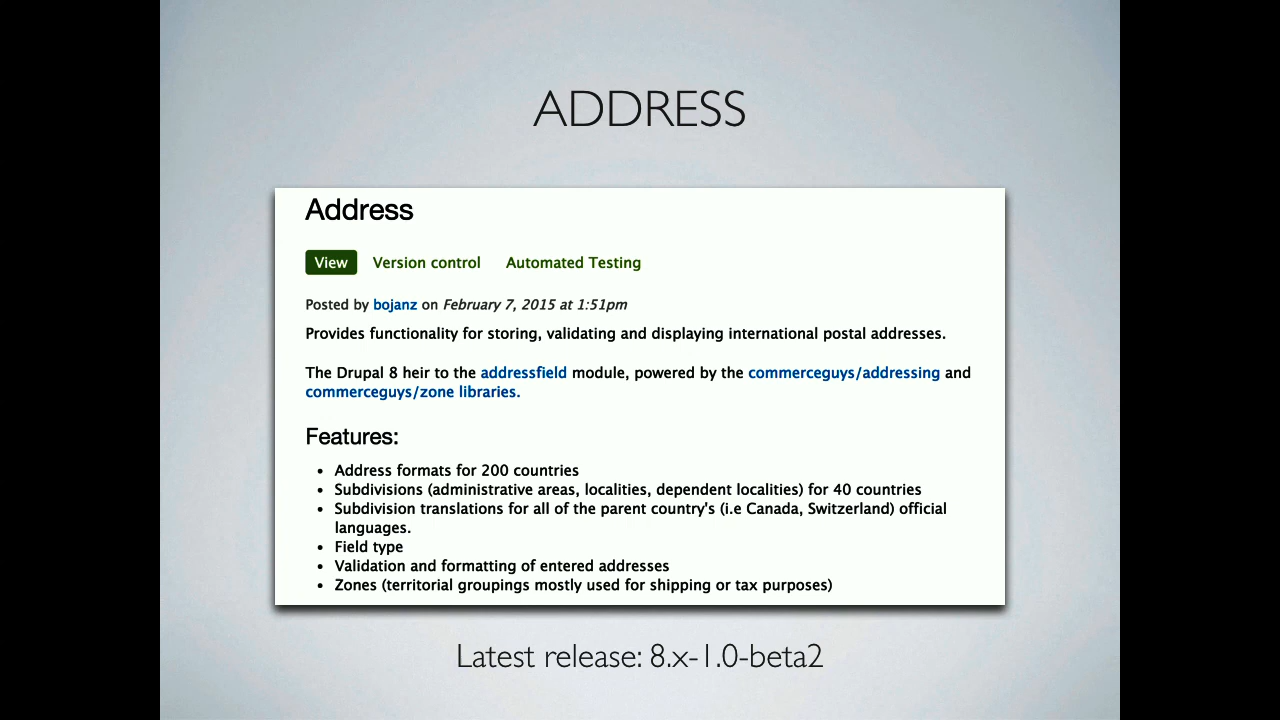 ADDRESS
Address
View Version control Automated Testing
Posted by bojanz on February 7, 2015 at 1:51pm
Provides functionality for storing, validating and displaying international postal addresses.
The Drupal 8 heir to the addressfield module, powered by the commerceguys/addressing and
commerceguys/zone libraries.
Features:
• Address formats for 200 countries
• Subdivisions (administrative areas, localities, dependent localities) for 40 countries
• Subdivision translations for all of the parent country's (i.e Canada, Switzerland) official
languages.
• Field type
• Validation and formatting of entered addresses
• Zones (territorial groupings mostly used for shipping or tax purposes)
Latest release: 8.x-1.0-beta2